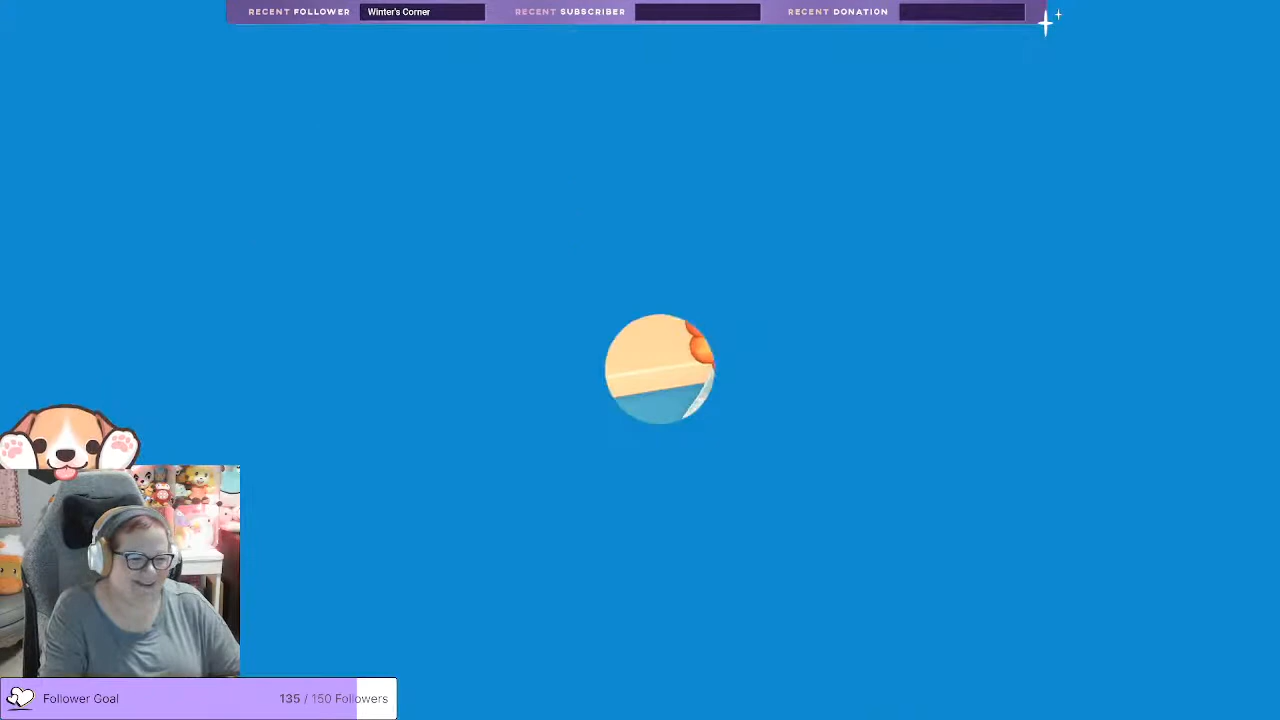 RECENT FOLLOWER Winter's Corner RECENT SUBSCRIBER RECENT DONATION
Follower Goal 135 / 150 Followers